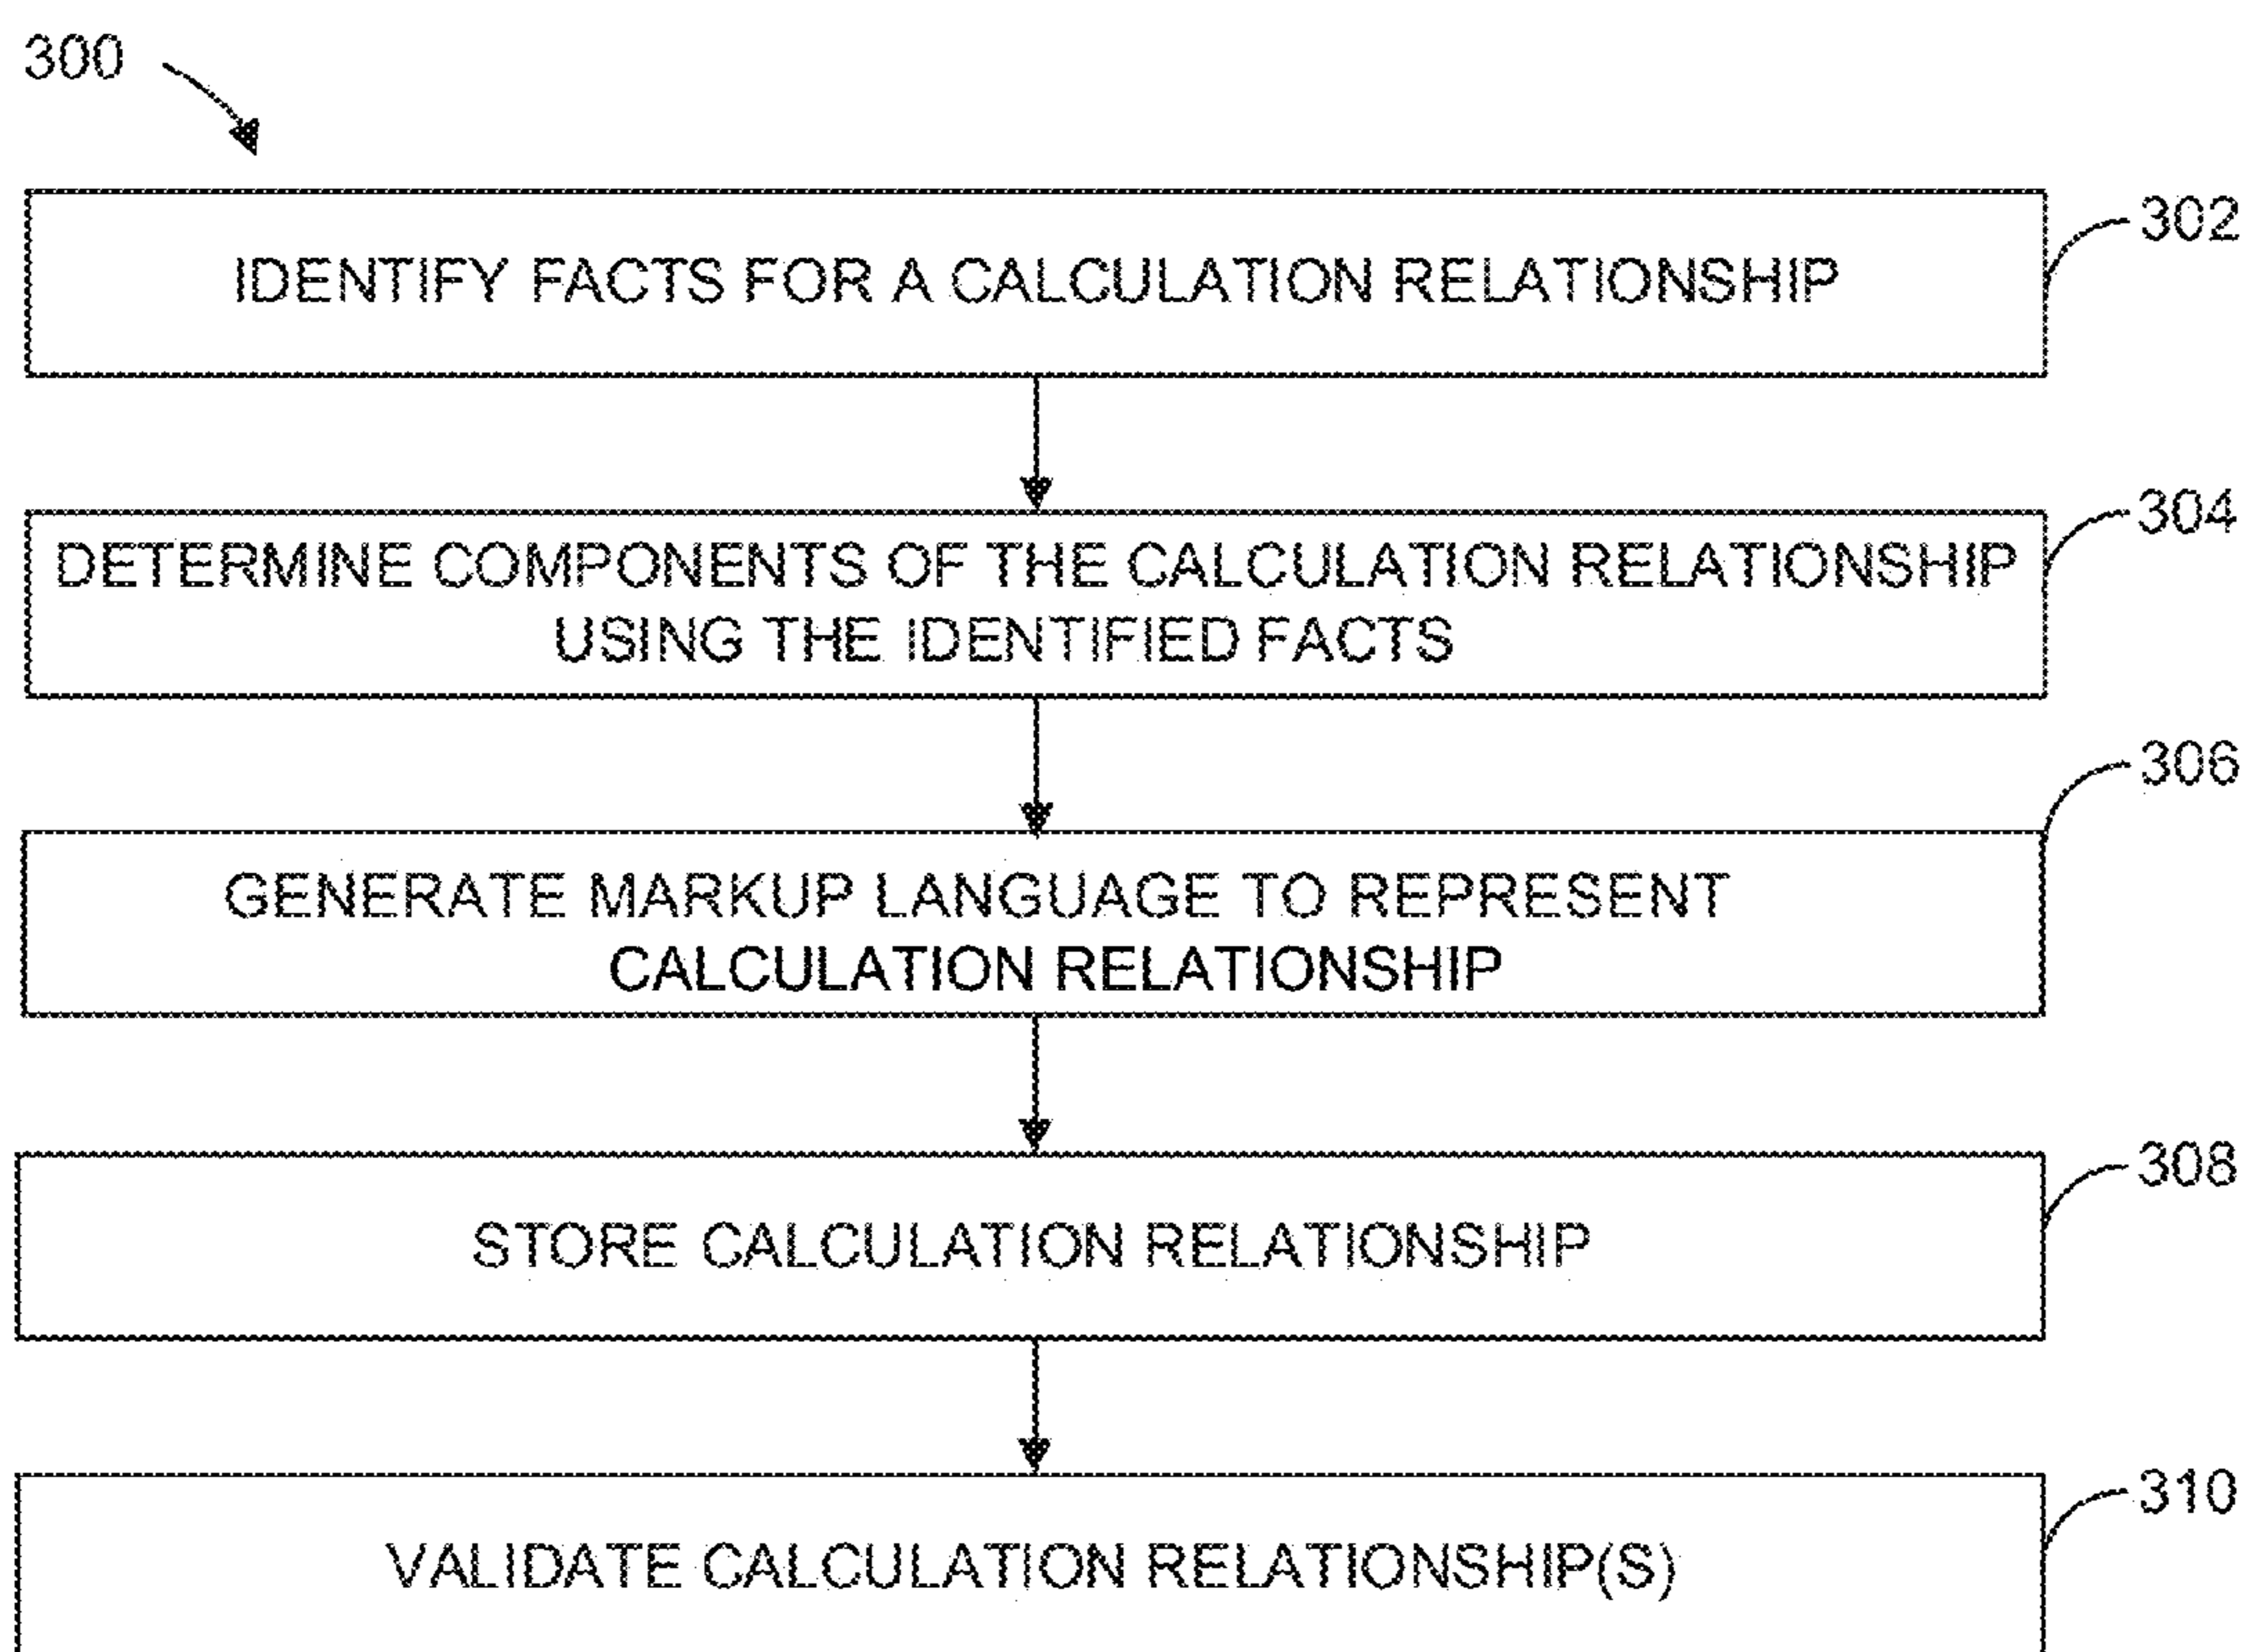 300
302
IDENTIFY FACTS FOR A CALCULATION RELATIONSHIP
304
DETERMINE COMPONENTS OF THE CALCULATION RELATIONSHIP
USING THE IDENTIFIED FACTS
306
GENERATE MARKUP LANGUAGE TO REPRESENT
CALCULATION RELATIONSHIP
308
STORE CALCULATION RELATIONSHIP
310
VALIDATE CALCULATION RELATIONSHIP(S)